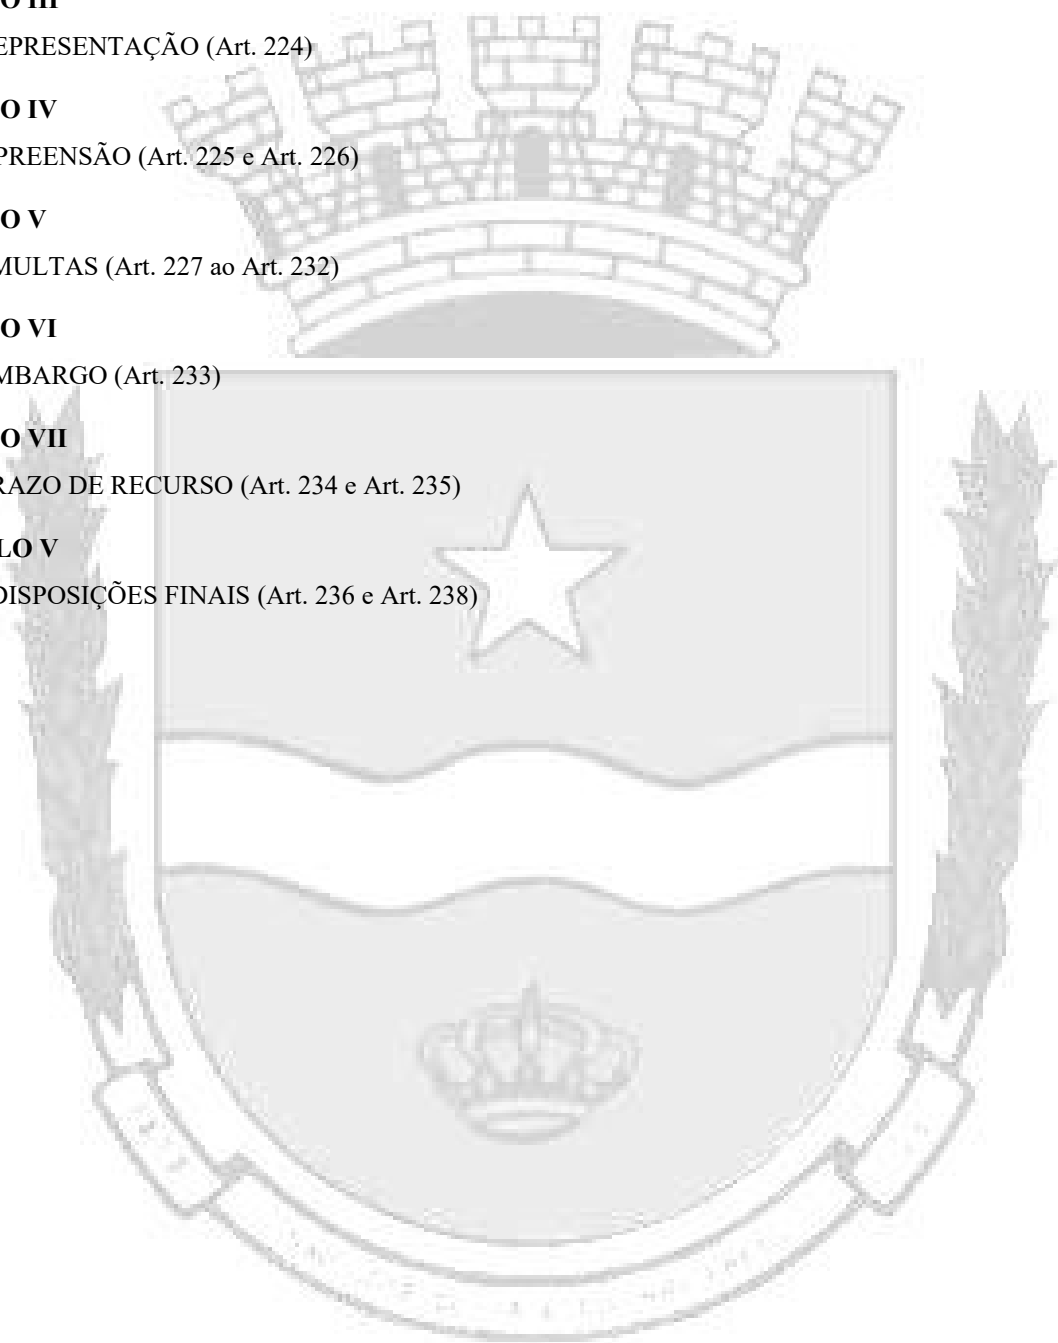 O III
EPRESENTAÇÃO (Art. 224)
O IV
PREENSÃO (Art. 225 e Art. 226)
O V
MULTAS (Art. 227 ao Art. 232)
O VI
MBARGO (Art. 233)
O VII
RAZO DE RECURSO (Art. 234 e Art. 235)
LO V
DISPOSIÇÕES FINAIS (Art. 236 e Art. 238)